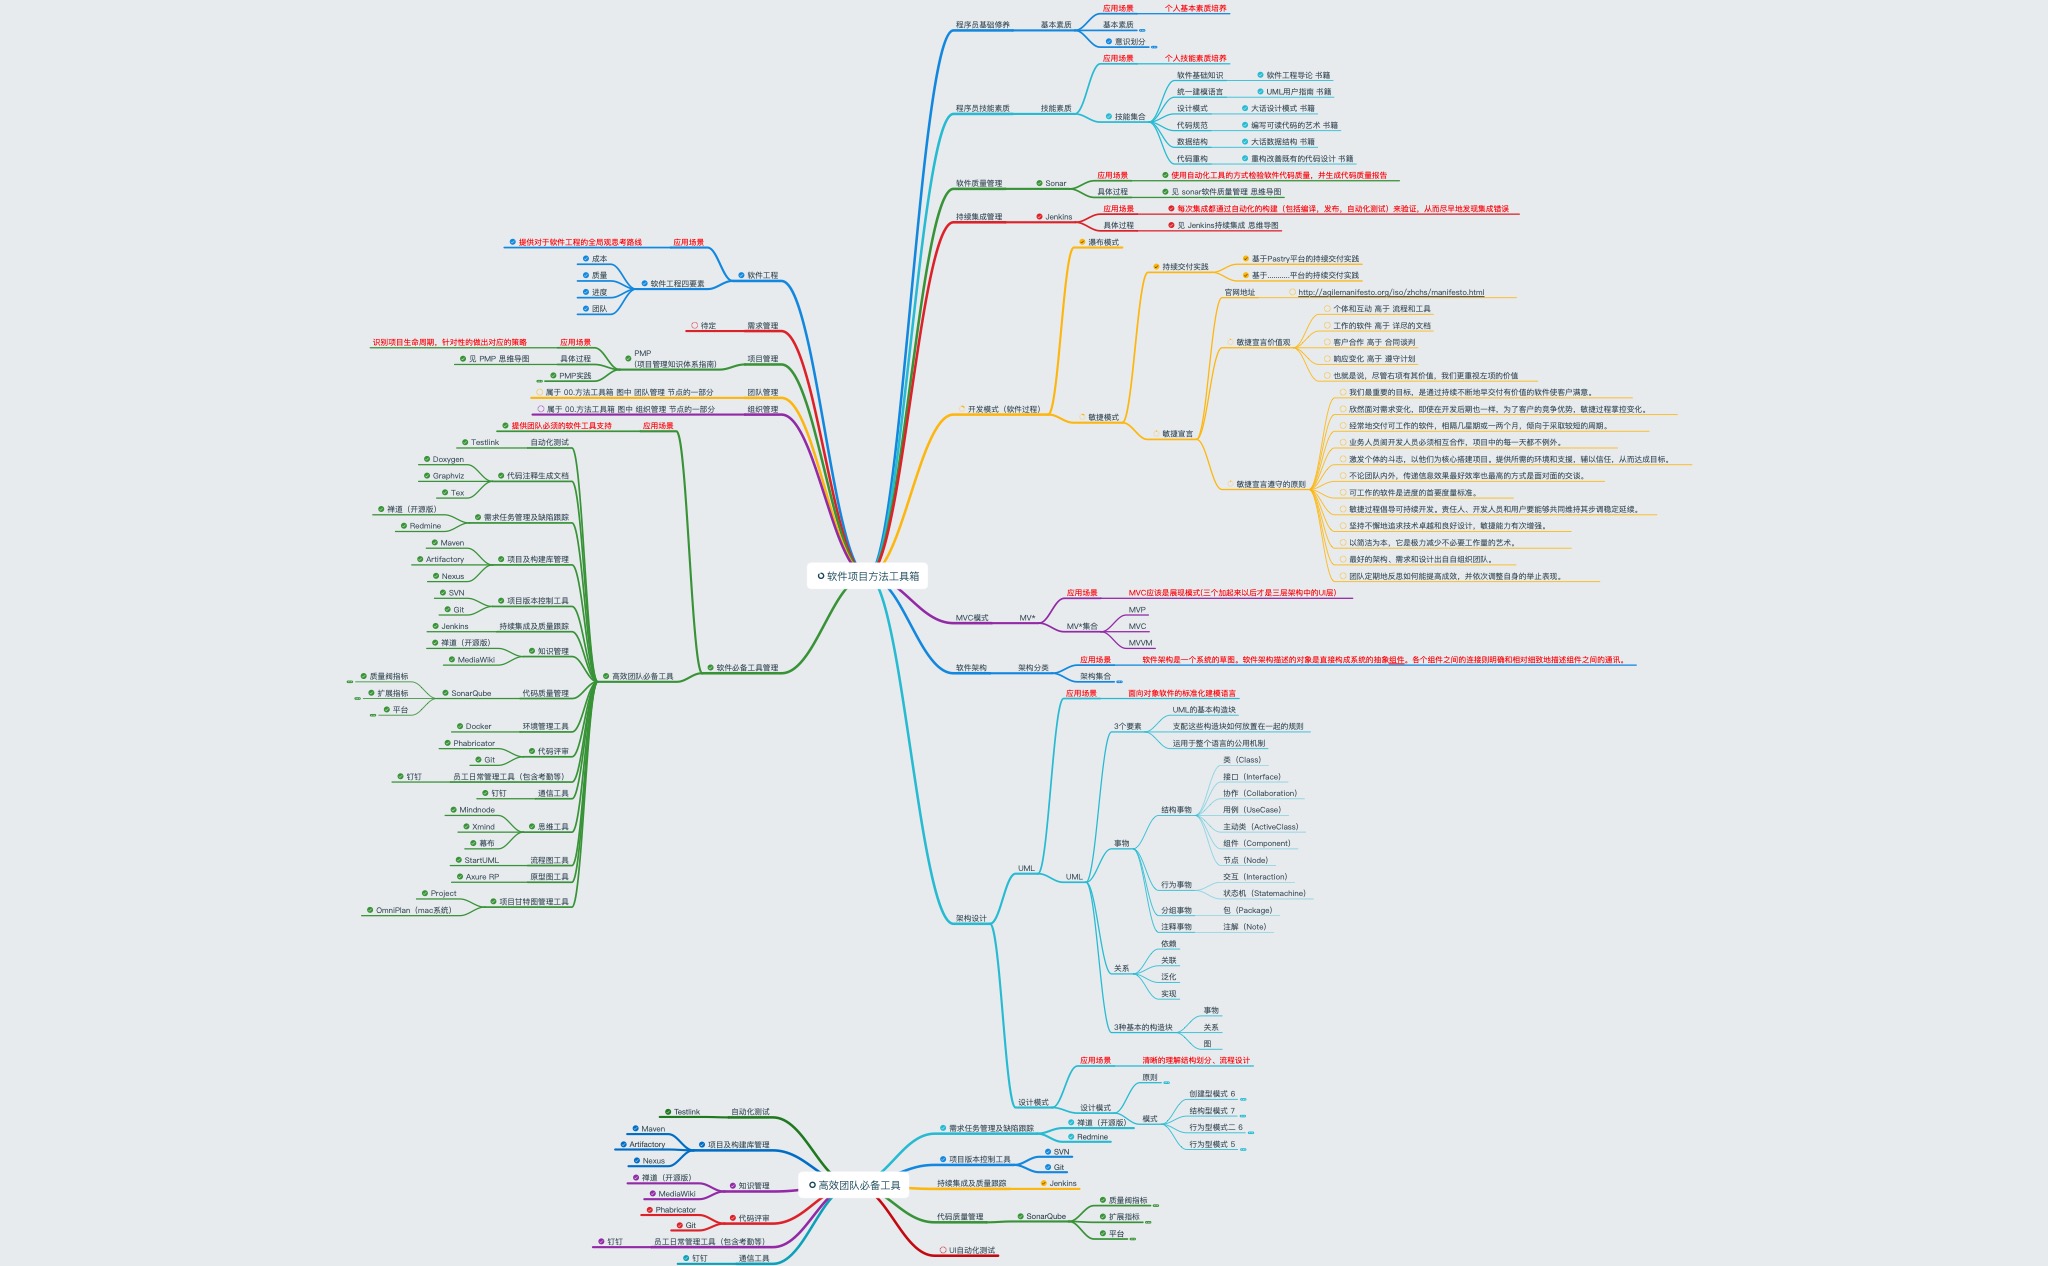 软件项目方法工具箱
程序员基础修养
基本素质
应用场景
个人基本素质培养
基本素质
意识划分
程序员技能素质
技能素质
应用场景
个人技能素质培养
技能集合
软件基础知识
软件工程导论 书籍
统一建模语言
UML用户指南 书籍
设计模式
大话设计模式 书籍
代码规范
编写可读代码的艺术 书籍
数据结构
大话数据结构 书籍
代码重构
重构改善既有的代码设计 书籍
软件质量管理
Sonar
应用场景
使用自动化工具的方式检验软件代码质量，并生成代码质量报告
具体过程
见 sonar软件质量管理 思维导图
持续集成管理
Jenkins
应用场景
每次集成都通过自动化的构建（包括编译，发布，自动化测试）来验证，从而尽早地发现集成错误
具体过程
见 Jenkins持续集成 思维导图
开发模式（软件过程）
瀑布模式
敏捷模式
持续交付实践
基于Pastry平台的持续交付实践
基于...........平台的持续交付实践
敏捷宣言
官网地址
http://agilemanifesto.org/iso/zhchs/manifesto.html
敏捷宣言价值观
个体和互动 高于 流程和工具
工作的软件 高于 详尽的文档
客户合作 高于 合同谈判
响应变化 高于 遵守计划
也就是说，尽管右项有其价值，我们更重视左项的价值
敏捷宣言遵守的原则
我们最重要的目标，是通过持续不断地早交付有价值的软件使客户满意。
欣然面对需求变化，即使在开发后期也一样，为了客户的竞争优势，敏捷过程掌控变化。
经常地交付可工作的软件，相隔几星期或一两个月，倾向于采取较短的周期。
业务人员阁开发人员必须相互合作，项目中的每一天都不例外。
激发个体的斗志，以他们为核心搭建项目。提供所需的环境和支援，辅以信任，从而达成目标。
不论团队内外，传递信息效果最好效率也最高的方式是面对面的交谈。
可工作的软件是进度的首要度量标准。
敏捷过程倡导可持续开发。责任人、开发人员和用户要能够共同维持其步调稳定延续。
坚持不懈地追求技术卓越和良好设计，敏捷能力有次增强。
以简洁为本，它是极力减少不必要工作量的艺术。
最好的架构、需求和设计出自自组织团队。
团队定期地反思如何能提高成效，并依次调整自身的举止表现。
MVC模式
MV*
应用场景
MVC应该是展现模式(三个加起来以后才是三层架构中的UI层)
MV*集合
MVP
MVC
MVVM
软件架构
架构分类
应用场景
软件架构是一个系统的草图。软件架构描述的对象是直接构成系统的抽象组件。各个组件之间的连接则明确和相对细致地描述组件之间的通讯。
架构集合
架构设计
UML
应用场景
面向对象软件的标准化建模语言
UML
3个要素
UML的基本构造块
支配这些构造块如何放置在一起的规则
运用于整个语言的公用机制
事物
结构事物
类（Class）
接口（Interface）
协作（Collaboration）
用例（UseCase）
主动类（ActiveClass）
组件（Component）
节点（Node）
行为事物
交互（Interaction）
状态机（Statemachine）
分组事物
包（Package）
注释事物
注解（Note）
关系
依赖
关联
泛化
实现
3种基本的构造块
事物
关系
图
设计模式
应用场景
清晰的理解结构划分、流程设计
设计模式
原则
模式
创建型模式 6
结构型模式 7
行为型模式二 6
行为型模式 5
软件工程
应用场景
提供对于软件工程的全局观思考路线
软件工程四要素
成本
质量
进度
团队
需求管理
待定
项目管理
PMP
（项目管理知识体系指南）
应用场景
识别项目生命周期，针对性的做出对应的策略
具体过程
见 PMP 思维导图
PMP实践
团队管理
属于 00.方法工具箱 图中 团队管理 节点的一部分
组织管理
属于 00.方法工具箱 图中 组织管理 节点的一部分
软件必备工具管理
应用场景
提供团队必须的软件工具支持
高效团队必备工具
自动化测试
Testlink
代码注释生成文档
Doxygen
Graphviz
Tex
需求任务管理及缺陷跟踪
禅道（开源版）
Redmine
项目及构建库管理
Maven
Artifactory
Nexus
项目版本控制工具
SVN
Git
持续集成及质量跟踪
Jenkins
知识管理
禅道（开源版）
MediaWiki
代码质量管理
SonarQube
质量阀指标
扩展指标
平台
环境管理工具
Docker
代码评审
Phabricator
Git
员工日常管理工具（包含考勤等）
钉钉
通信工具
钉钉
思维工具
Mindnode
Xmind
幕布
流程图工具
StartUML
原型图工具
Axure RP
项目甘特图管理工具
Project
OmniPlan（mac系统）
高效团队必备工具
需求任务管理及缺陷跟踪
禅道（开源版）
Redmine
项目版本控制工具
SVN
Git
持续集成及质量跟踪
Jenkins
代码质量管理
SonarQube
质量阀指标
扩展指标
平台
UI自动化测试
自动化测试
Testlink
项目及构建库管理
Maven
Artifactory
Nexus
知识管理
禅道（开源版）
MediaWiki
代码评审
Phabricator
Git
员工日常管理工具（包含考勤等）
钉钉
通信工具
钉钉